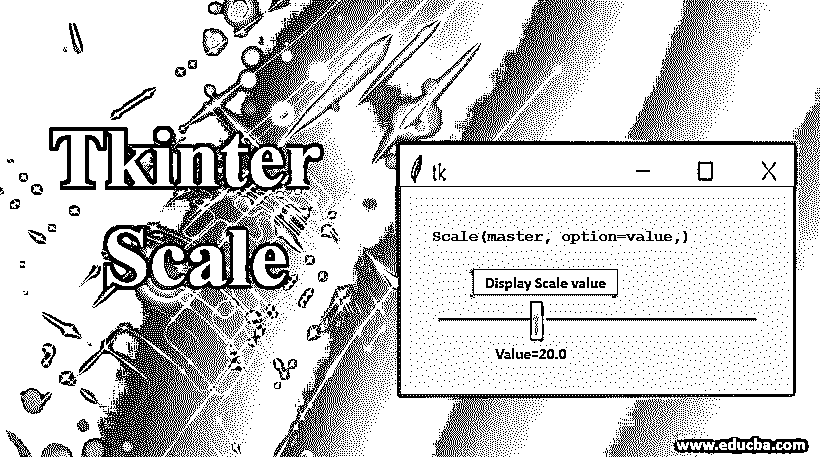 Tkinter
Scale
tk
Scale(master, option=value,)
Display Scale value
Value=20.0
www.educba.com